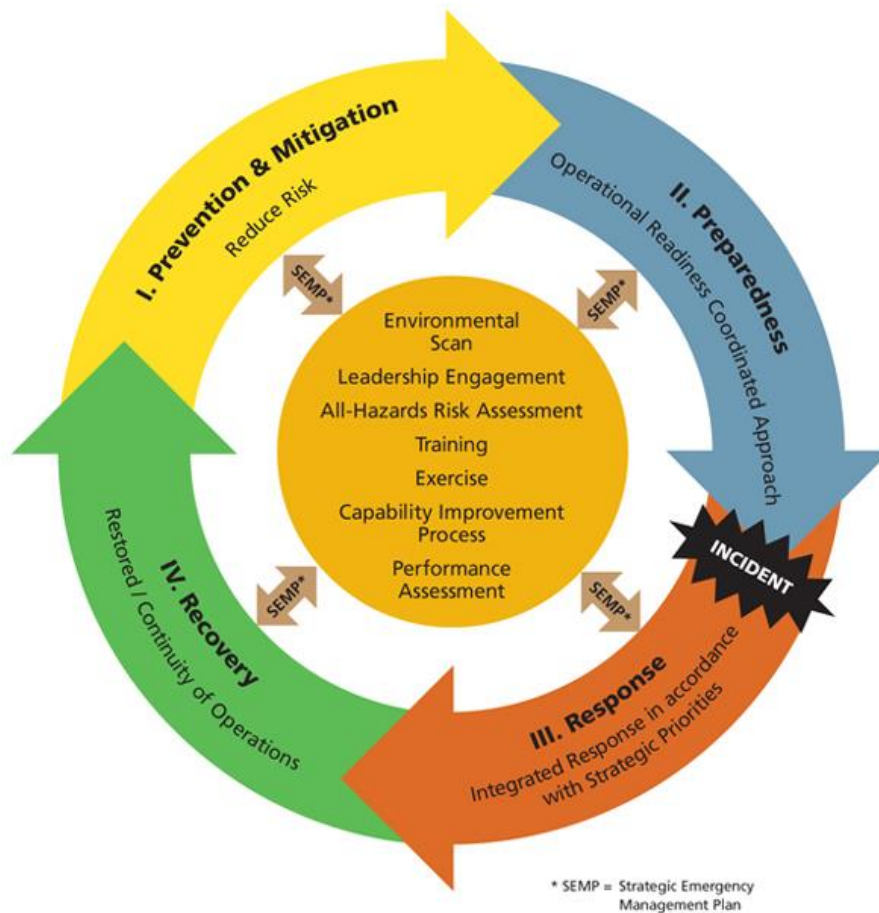 I. Prevention & Mitigation
Reduce Risk
II. Preparedness
Operational Readiness Coordinated Approach
SEMP*
SEMP*
Environmental
Scan
Leadership Engagement
All-Hazards Risk Assessment
Training
Exercise
Capability Improvement
Process
Performance
Assessment
SEMP*
SEMP*
INCIDENT
III. Response
Integrated Response in accordance
with Strategic Priorities
IV. Recovery
Restored / Continuity of Operations
* SEMP = Strategic Emergency
Management Plan